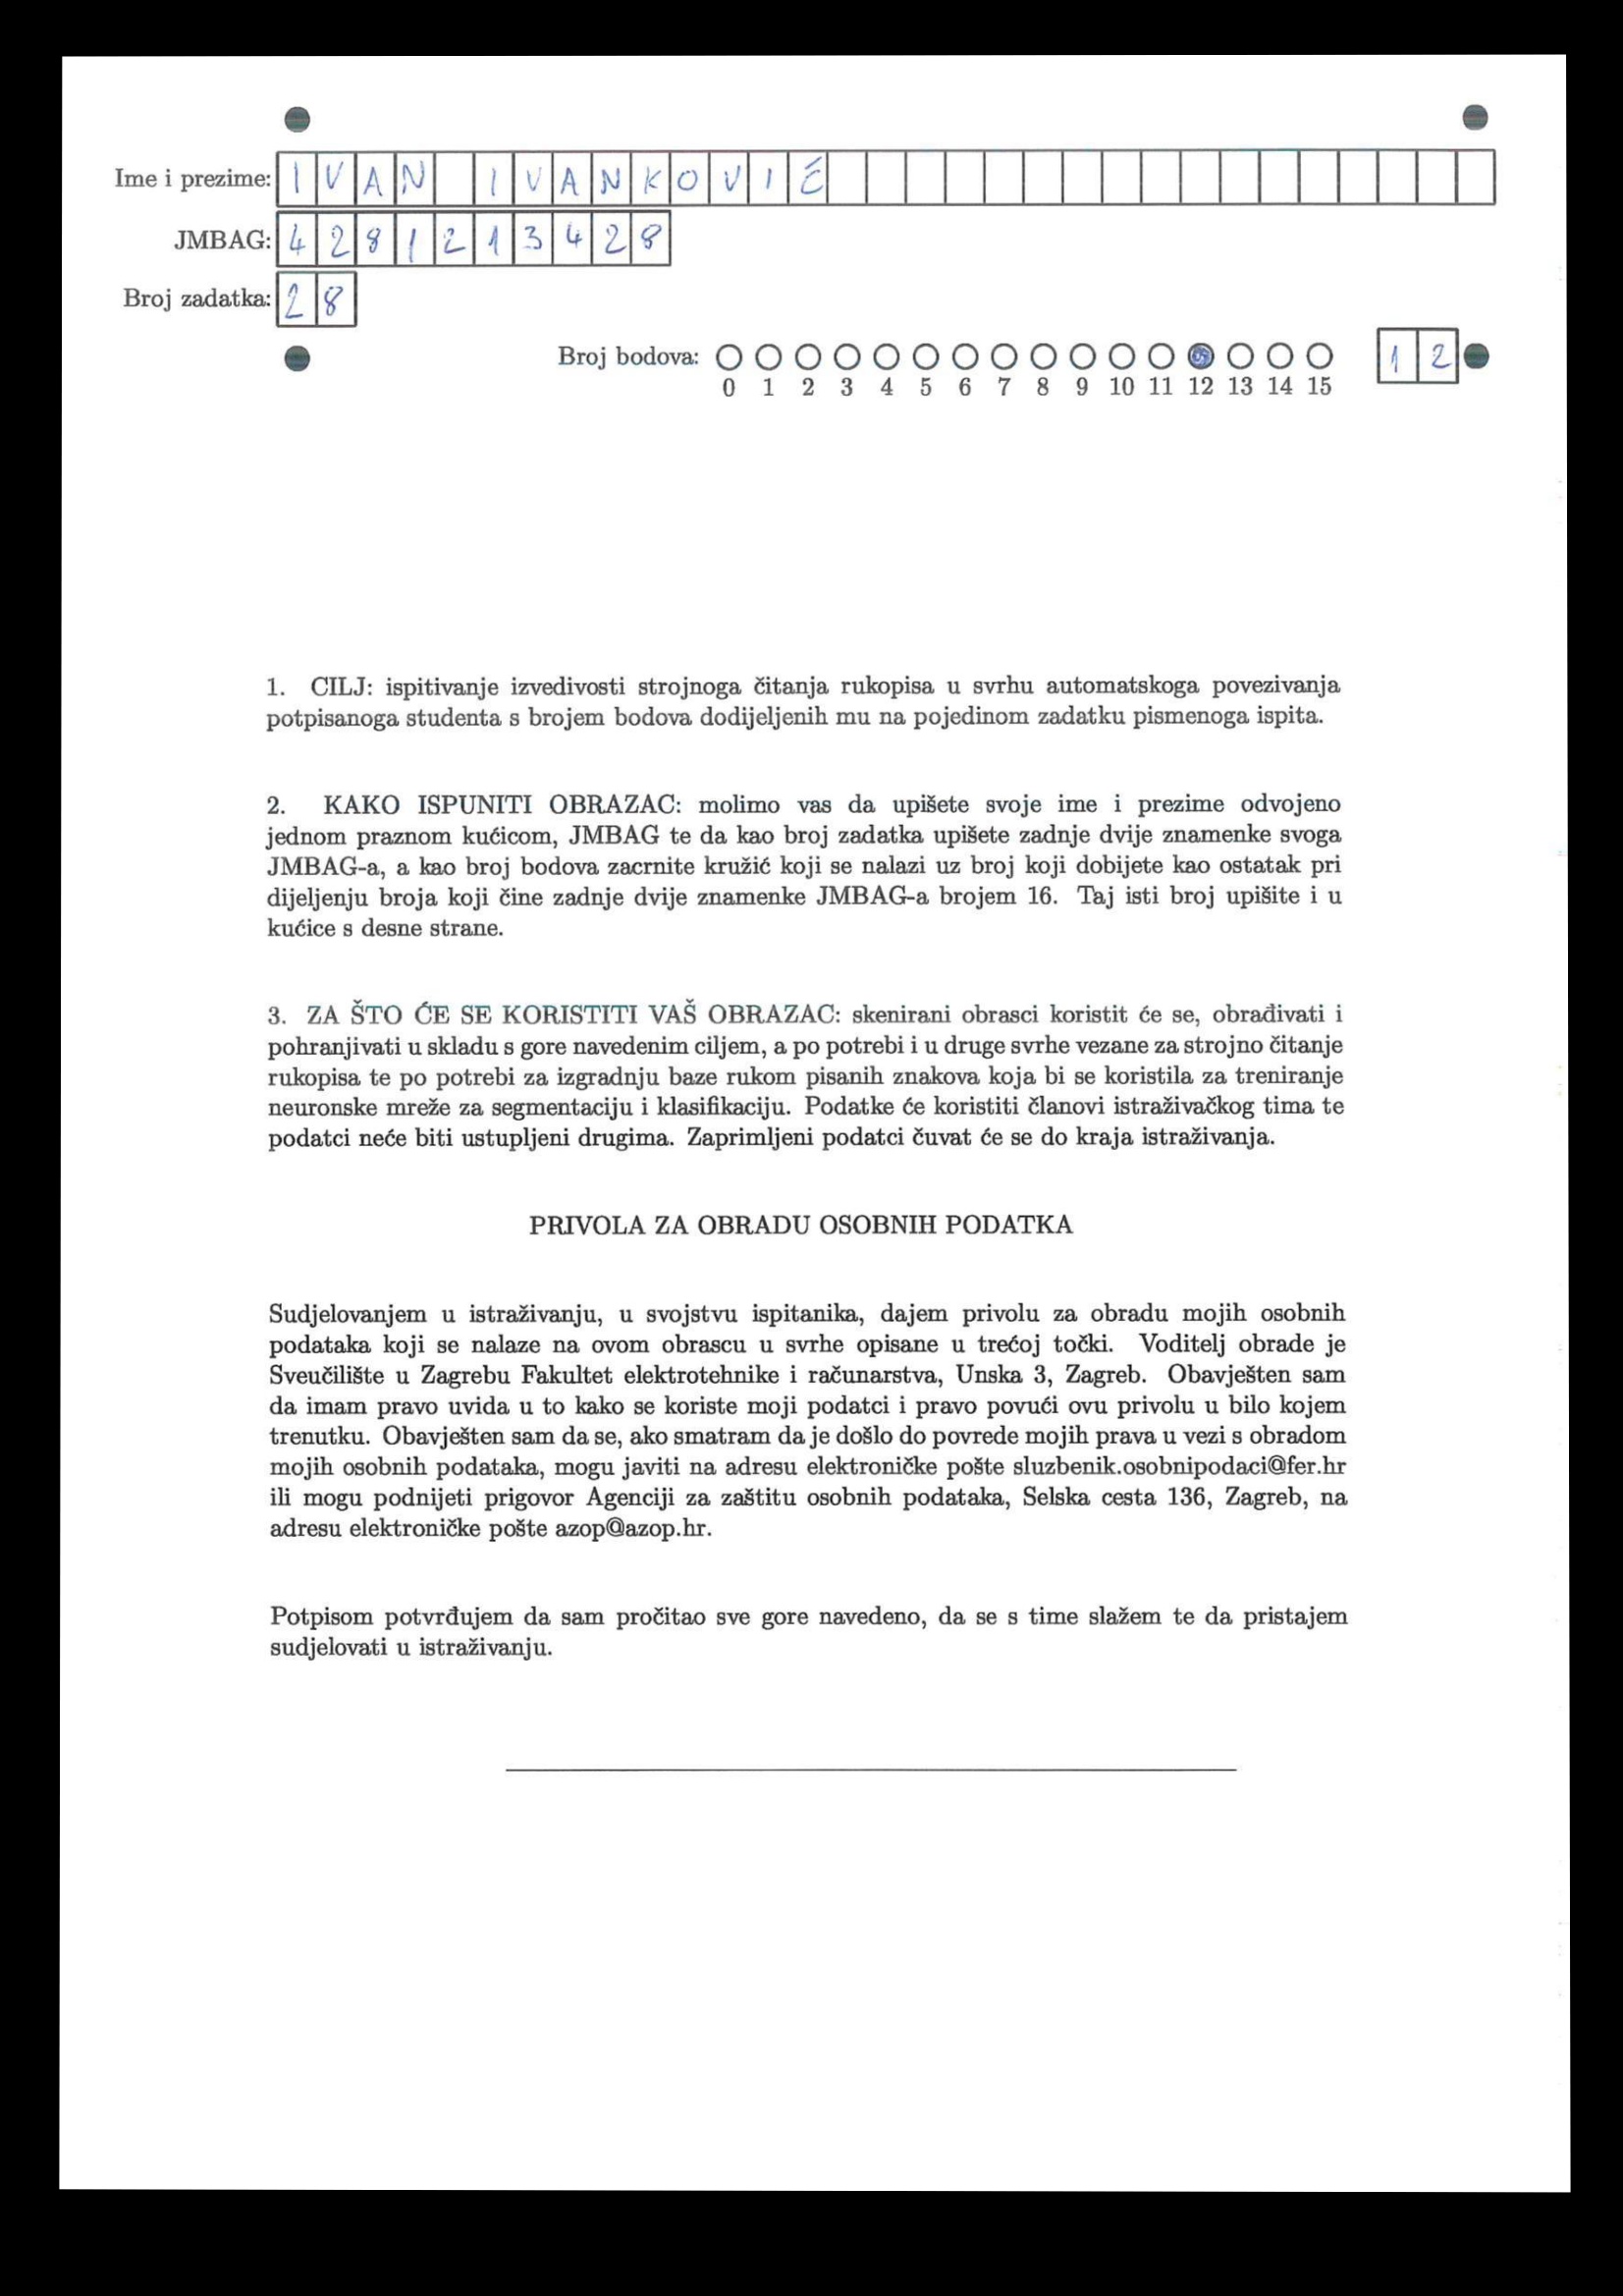 Ime i prezime: IVAN IVANKOVIĆ
JMBAG: 4281213428
Broj zadatka: 28
Broj bodova: 12
0 1 2 3 4 5 6 7 8 9 10 11 12 13 14 15
1. CILJ: ispitivanje izvedivosti strojnoga čitanja rukopisa u svrhu automatskoga povezivanja
potpisanoga studenta s brojem bodova dodijeljenih mu na pojedinom zadatku pismenoga ispita.
2. KAKO ISPUNITI OBRAZAC: molimo vas da upišete svoje ime i prezime odvojeno
jednom praznom kućicom, JMBAG te da kao broj zadatka upišete zadnje dvije znamenke svoga
JMBAG-a, a kao broj bodova zacrnite kružić koji se nalazi uz broj koji dobijete kao ostatak pri
dijeljenju broja koji čine zadnje dvije znamenke JMBAG-a brojem 16. Taj isti broj upišite i u
kućice s desne strane.
3. ZA ŠTO ĆE SE KORISTITI VAŠ OBRAZAC: skenirani obrasci koristit će se, obrađivati i
pohranjivati u skladu s gore navedenim ciljem, a po potrebi i u druge svrhe vezane za strojno čitanje
rukopisa te po potrebi za izgradnju baze rukom pisanih znakova koja bi se koristila za treniranje
neuronske mreže za segmentaciju i klasifikaciju. Podatke će koristiti članovi istraživačkog tima te
podatci neće biti ustupljeni drugima. Zaprimljeni podatci čuvat će se do kraja istraživanja.
PRIVOLA ZA OBRADU OSOBNIH PODATKA
Sudjelovanjem u istraživanju, u svojstvu ispitanika, dajem privolu za obradu mojih osobnih
podataka koji se nalaze na ovom obrascu u svrhe opisane u trećoj točki. Voditelj obrade je
Sveučilište u Zagrebu Fakultet elektrotehnike i računarstva, Unska 3, Zagreb. Obavješten sam
da imam pravo uvida u to kako se koriste moji podatci i pravo povući ovu privolu u bilo kojem
trenutku. Obavješten sam da se, ako smatram da je došlo do povrede mojih prava u vezi s obradom
mojih osobnih podataka, mogu javiti na adresu elektroničke pošte sluzbenik.osobnipodaci@fer.hr
ili mogu podnijeti prigovor Agenciji za zaštitu osobnih podataka, Selska cesta 136, Zagreb, na
adresu elektroničke pošte azop@azop.hr.
Potpisom potvrđujem da sam pročitao sve gore navedeno, da se s time slažem te da pristajem
sudjelovati u istraživanju.